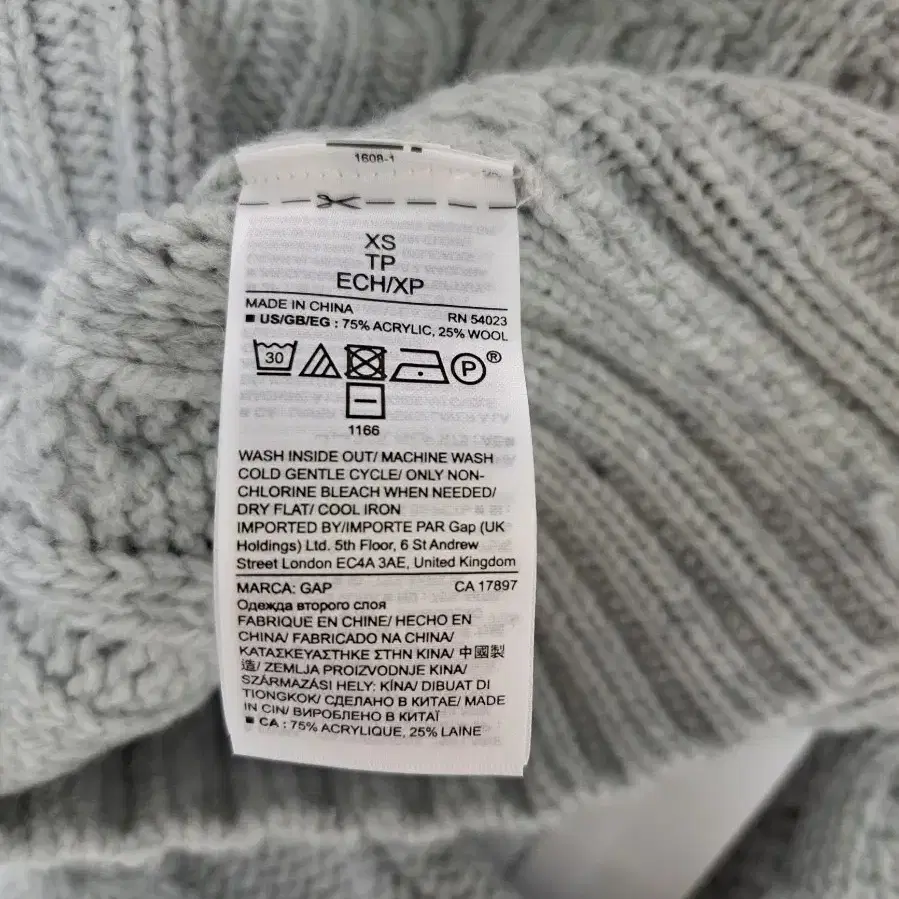 1608-1
XS
TP
ECH/XP
MADE IN CHINA RN 54023
■ US/GB/EG : 75% ACRYLIC, 25% WOOL
30 P®
1166
WASH INSIDE OUT/ MACHINE WASH
COLD GENTLE CYCLE/ ONLY NON-
CHLORINE BLEACH WHEN NEEDED/
DRY FLAT/ COOL IRON
IMPORTED BY/IMPORTE PAR Gap (UK
Holdings) Ltd. 5th Floor, 6 St Andrew
Street London EC4A 3AE, United Kingdom
MARCA: GAP CA 17897
Одежда второго слоя
FABRIQUE EN CHINE/ HECHO EN
CHINA/ FABRICADO NA CHINA/
ΚΑΤΑΣΚΕΥΑΣΤΗΚΕ ΣΤΗΝ ΚΙΝΑ/ 中國製
造/ ZEMLJA PROIZVODNJE KINA/
SZÁRMAZÁSI HELY: KÍNA/ DIBUAT DI
TIONGKOK/ СДЕЛАНО В КИТАЕ/ MADE
IN CIN/ ВИРОБЛЕНО В КИТАЇ
■ CA : 75% ACRYLIQUE, 25% LAINE